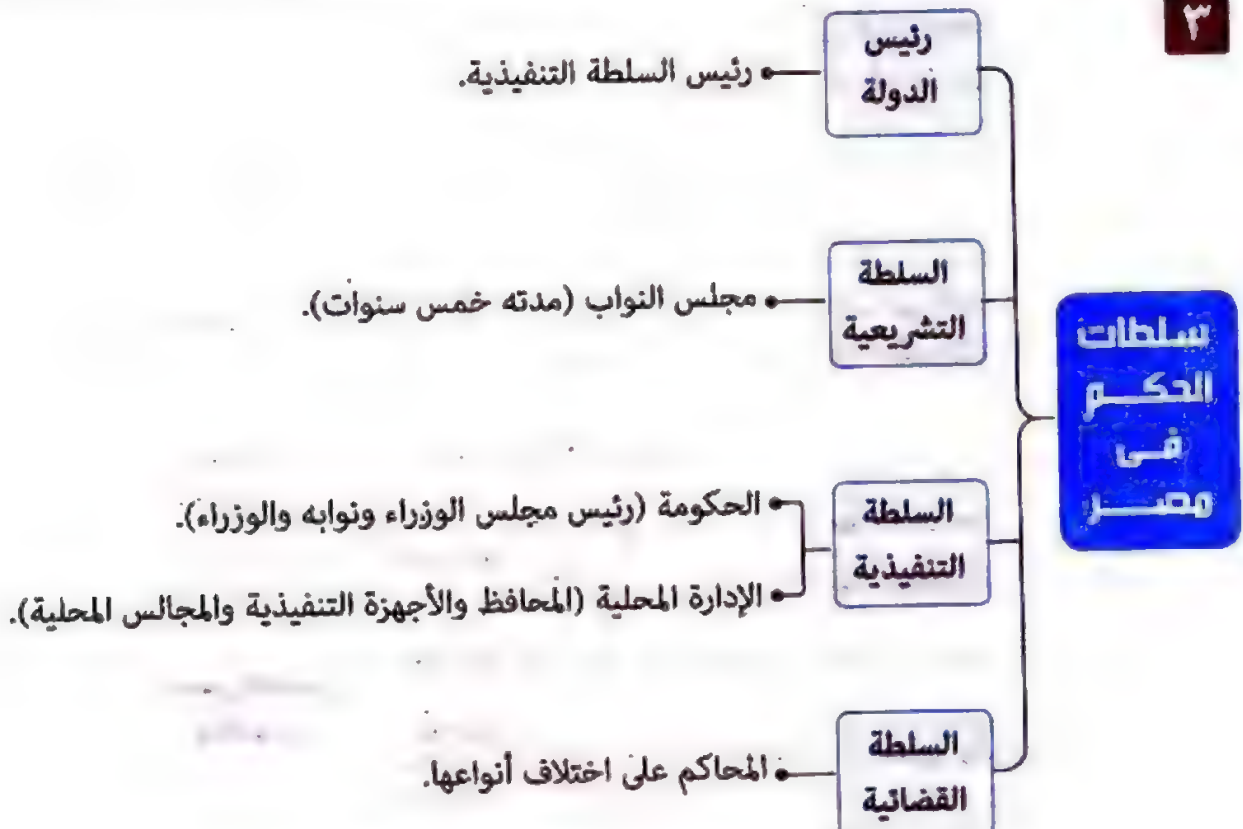 ٣
سلطات
الحكم
فى
مصر
رئيس
الدولة
رئيس السلطة التنفيذية.
السلطة
التشريعية
مجلس النواب (مدته خمس سنوات).
السلطة
التنفيذية
الحكومة (رئيس مجلس الوزراء ونوابه والوزراء).
الإدارة المحلية (المحافظ والأجهزة التنفيذية والمجالس المحلية).
السلطة
القضائية
المحاكم على اختلاف أنواعها.